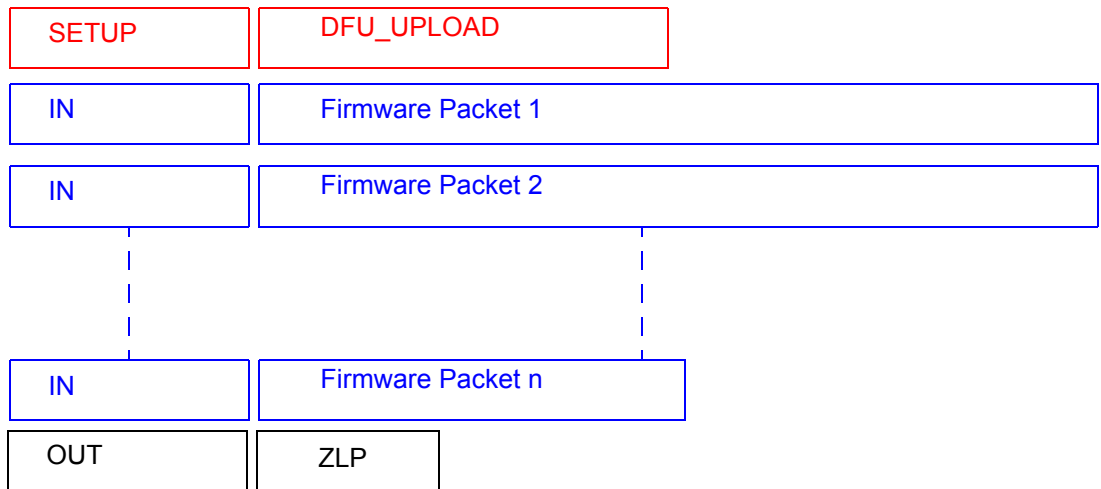 SETUP DFU_UPLOAD
IN Firmware Packet 1
IN Firmware Packet 2
IN Firmware Packet n
OUT ZLP